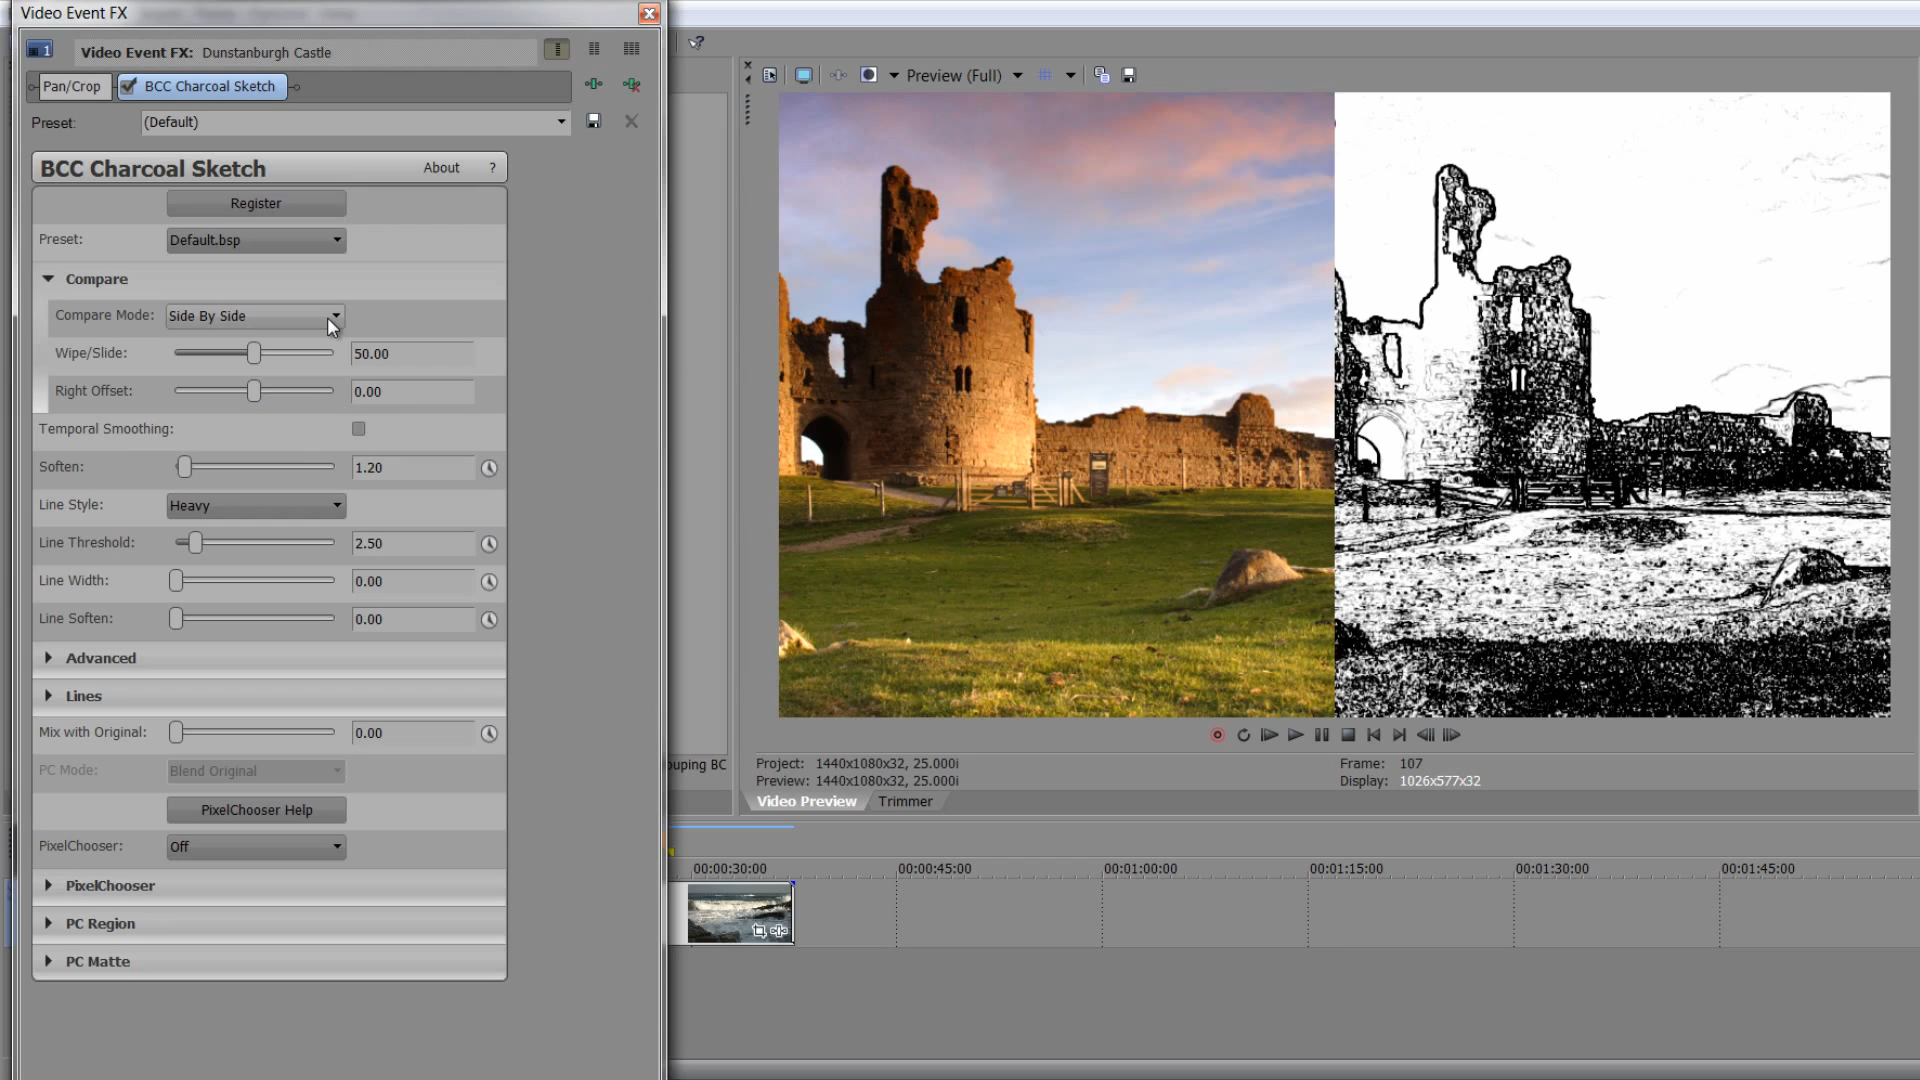 Video Event FX
1
Video Event FX: Dunstanburgh Castle
Pan/Crop
BCC Charcoal Sketch
Preset: (Default)
BCC Charcoal Sketch
About
?
Register
Preset: Default.bsp
Compare
Compare Mode: Side By Side
Wipe/Slide: 50.00
Right Offset: 0.00
Temporal Smoothing:
Soften: 1.20
Line Style: Heavy
Line Threshold: 2.50
Line Width: 0.00
Line Soften: 0.00
Advanced
Lines
Mix with Original: 0.00
PC Mode: Blend Original
PixelChooser Help
PixelChooser: Off
PixelChooser
PC Region
PC Matte
Preview (Full)
ouping BC
Project: 1440x1080x32, 25.000i
Preview: 1440x1080x32, 25.000i
Frame: 107
Display: 1026x577x32
Video Preview
Trimmer
00:00:30:00
00:00:45:00
00:01:00:00
00:01:15:00
00:01:30:00
00:01:45:00